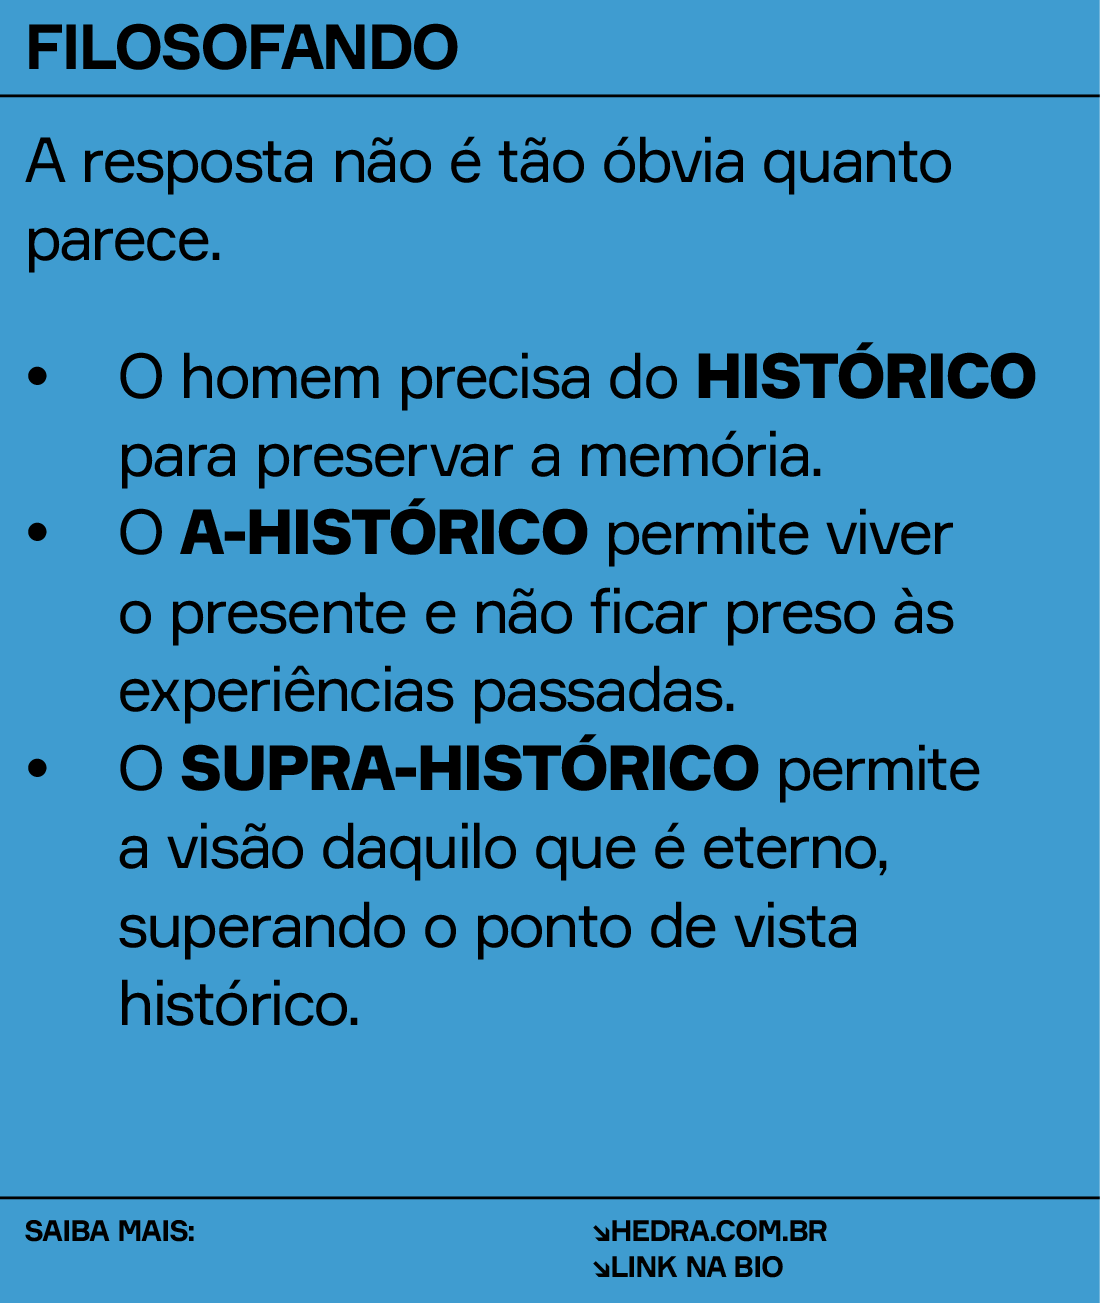 FILOSOFANDO
A resposta não é tão óbvia quanto
parece.
• O homem precisa do HISTÓRICO
para preservar a memória.
• O A-HISTÓRICO permite viver
o presente e não ficar preso às
experiências passadas.
• O SUPRA-HISTÓRICO permite
a visão daquilo que é eterno,
superando o ponto de vista
histórico.
SAIBA MAIS:
↘HEDRA.COM.BR
↘LINK NA BIO